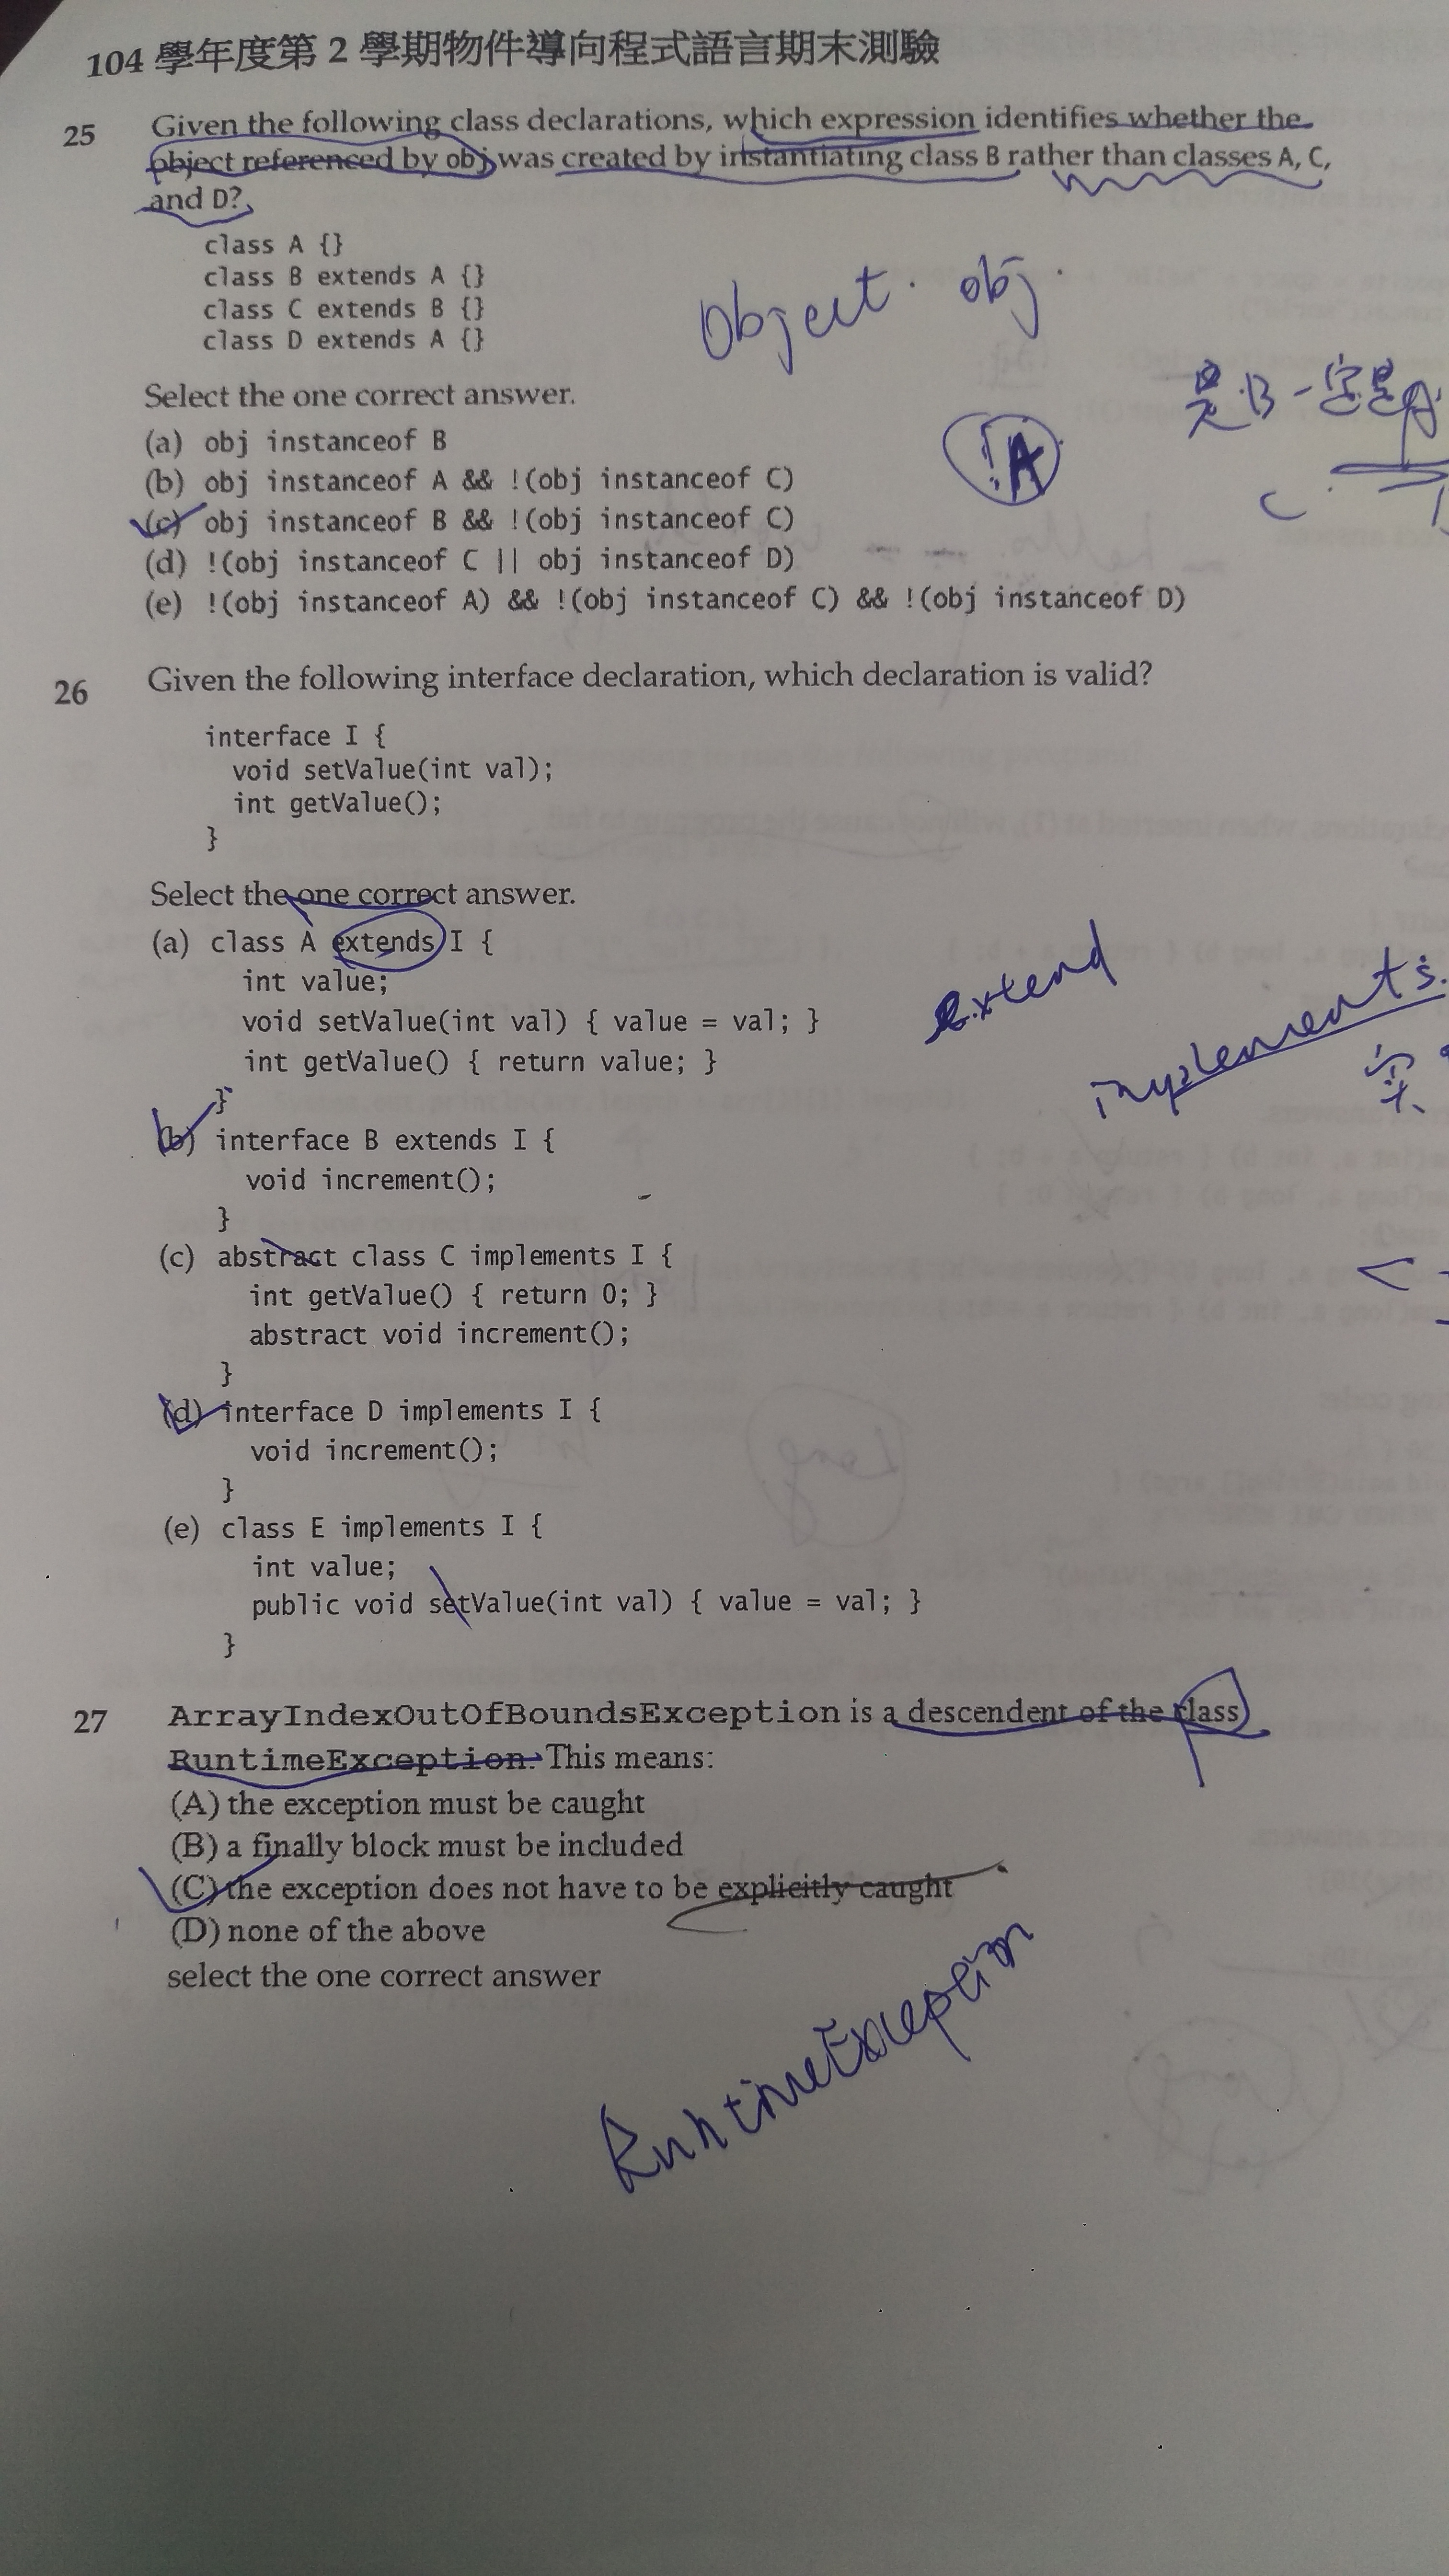 104 學年度第 2 學期物件導向程式語言期末測驗
25 Given the following class declarations, which expression identifies whether the
object referenced by obj was created by instantiating class B rather than classes A, C,
and D?
class A {}
class B extends A {}
class C extends B {}
class D extends A {}
Object obj
Select the one correct answer.
是B一定是A
(a) obj instanceof B
!A
(b) obj instanceof A && !(obj instanceof C)
C
(c) obj instanceof B && !(obj instanceof C)
(d) !(obj instanceof C || obj instanceof D)
(e) !(obj instanceof A) && !(obj instanceof C) && !(obj instanceof D)
26 Given the following interface declaration, which declaration is valid?
interface I {
void setValue(int val);
int getValue();
}
Select the one correct answer.
(a) class A extends I {
int value;
void setValue(int val) { value = val; }
int getValue() { return value; }
}
extend
implements
实
(b) interface B extends I {
void increment();
}
(c) abstract class C implements I {
int getValue() { return 0; }
abstract void increment();
}
(d) interface D implements I {
void increment();
}
(e) class E implements I {
int value;
public void setValue(int val) { value = val; }
}
27 ArrayIndexOutOfBoundsException is a descendent of the class
RuntimeException. This means:
(A) the exception must be caught
(B) a finally block must be included
(C) the exception does not have to be explicitly caught
(D) none of the above
select the one correct answer
RuntimeException